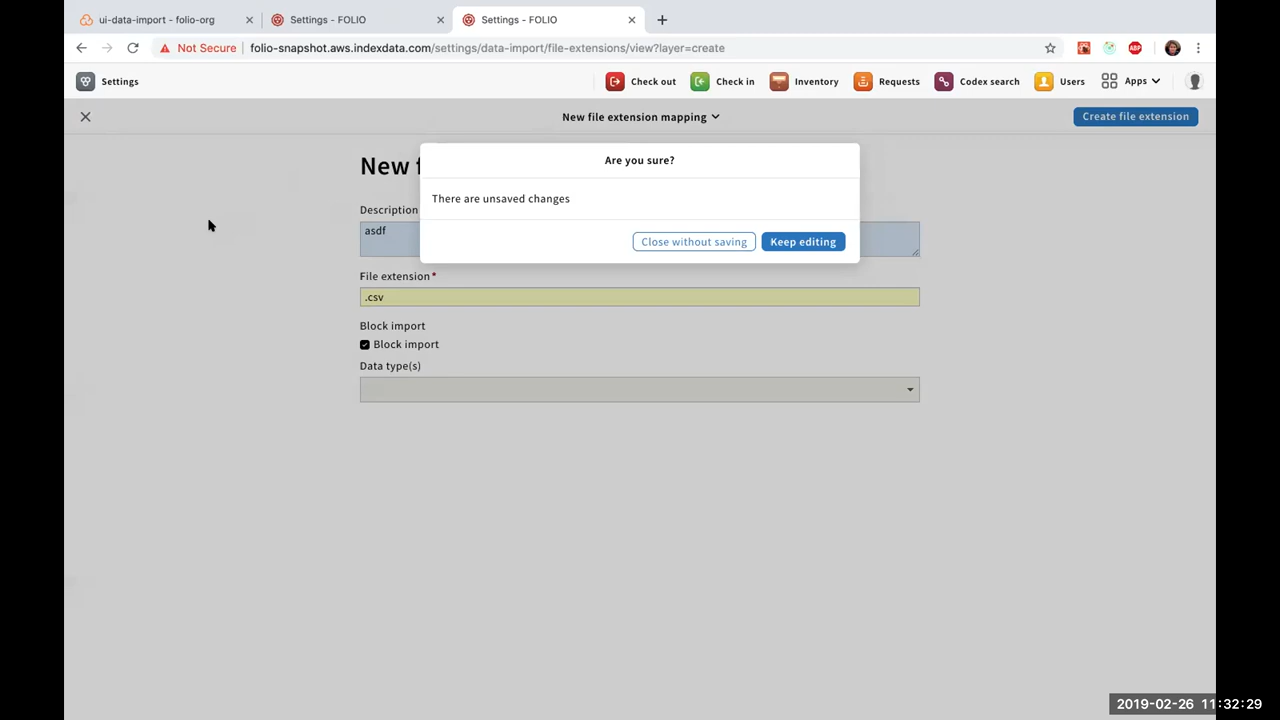 ui-data-import - folio-org
Settings - FOLIO
Settings - FOLIO
Not Secure
folio-snapshot.aws.indexdata.com/settings/data-import/file-extensions/view?layer=create
ABP
Settings
Check out
Check in
Inventory
Requests
Codex search
Users
Apps
New file extension mapping
Create file extension
New f
Are you sure?
There are unsaved changes
Close without saving
Keep editing
Description
asdf
File extension*
.csv
Block import
Block import
Data type(s)
2019-02-26 11:32:29